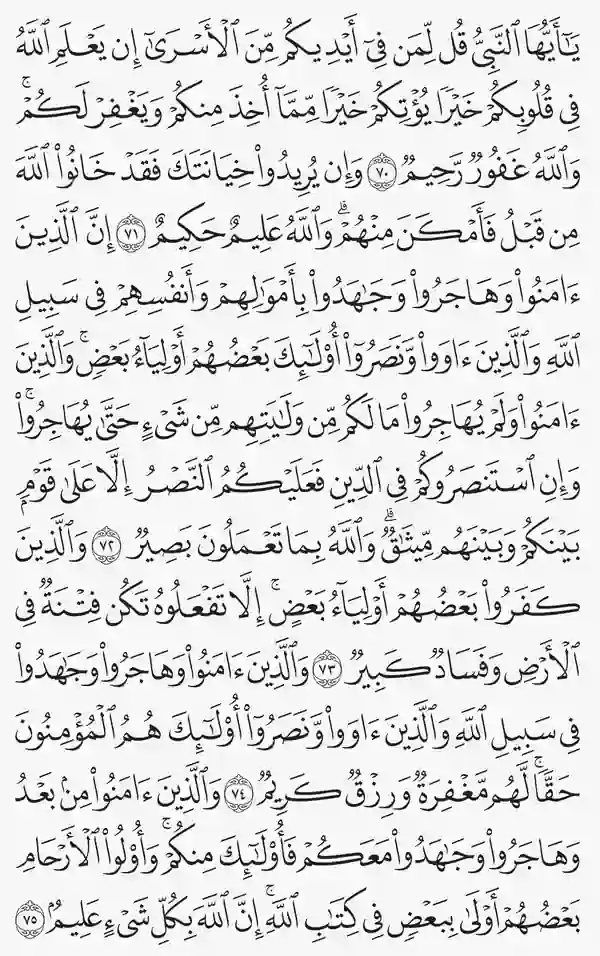 يَـٰٓأَيُّهَا ٱلنَّبِىُّ قُل لِّمَن فِىٓ أَيْدِيكُم مِّنَ ٱلْأَسْرَىٰٓ إِن يَعْلَمِ ٱللَّهُ
فِى قُلُوبِكُمْ خَيْرًا يُؤْتِكُمْ خَيْرًا مِّمَّآ أُخِذَ مِنكُمْ وَيَغْفِرْ لَكُمْ ۗ
وَٱللَّهُ غَفُورٌ رَّحِيمٌ ٧٠ وَإِن يُرِيدُوا۟ خِيَانَتَكَ فَقَدْ خَانُوا۟ ٱللَّهَ
مِن قَبْلُ فَأَمْكَنَ مِنْهُمْ ۗ وَٱللَّهُ عَلِيمٌ حَكِيمٌ ٧١ إِنَّ ٱلَّذِينَ
ءَامَنُوا۟ وَهَاجَرُوا۟ وَجَـٰهَدُوا۟ بِأَمْوَٰلِهِمْ وَأَنفُسِهِمْ فِى سَبِيلِ
ٱللَّهِ وَٱلَّذِينَ ءَاوَوا۟ وَّنَصَرُوٓا۟ أُو۟لَـٰٓئِكَ بَعْضُهُمْ أَوْلِيَآءُ بَعْضٍ ۚ وَٱلَّذِينَ
ءَامَنُوا۟ وَلَمْ يُهَاجِرُوا۟ مَا لَكُم مِّن وَلَـٰيَتِهِم مِّن شَىْءٍ حَتَّىٰ يُهَاجِرُوا۟ ۚ
وَإِنِ ٱسْتَنصَرُوكُمْ فِى ٱلدِّينِ فَعَلَيْكُمُ ٱلنَّصْرُ إِلَّا عَلَىٰ قَوْمٍۭ
بَيْنَكُمْ وَبَيْنَهُم مِّيثَـٰقٌ ۗ وَٱللَّهُ بِمَا تَعْمَلُونَ بَصِيرٌ ٧٢ وَٱلَّذِينَ
كَفَرُوا۟ بَعْضُهُمْ أَوْلِيَآءُ بَعْضٍ ۚ إِلَّا تَفْعَلُوهُ تَكُن فِتْنَةٌ فِى
ٱلْأَرْضِ وَفَسَادٌ كَبِيرٌ ٧٣ وَٱلَّذِينَ ءَامَنُوا۟ وَهَاجَرُوا۟ وَجَـٰهَدُوا۟
فِى سَبِيلِ ٱللَّهِ وَٱلَّذِينَ ءَاوَوا۟ وَّنَصَرُوٓا۟ أُو۟لَـٰٓئِكَ هُمُ ٱلْمُؤْمِنُونَ
حَقًّا ۚ لَّهُم مَّغْفِرَةٌ وَرِزْقٌ كَرِيمٌ ٧٤ وَٱلَّذِينَ ءَامَنُوا۟ مِنۢ بَعْدُ
وَهَاجَرُوا۟ وَجَـٰهَدُوا۟ مَعَكُمْ فَأُو۟لَـٰٓئِكَ مِنكُمْ ۚ وَأُو۟لُوا۟ ٱلْأَرْحَامِ
بَعْضُهُمْ أَوْلَىٰ بِبَعْضٍ فِى كِتَـٰبِ ٱللَّهِ ۗ إِنَّ ٱللَّهَ بِكُلِّ شَىْءٍ عَلِيمٌۢ ٧٥